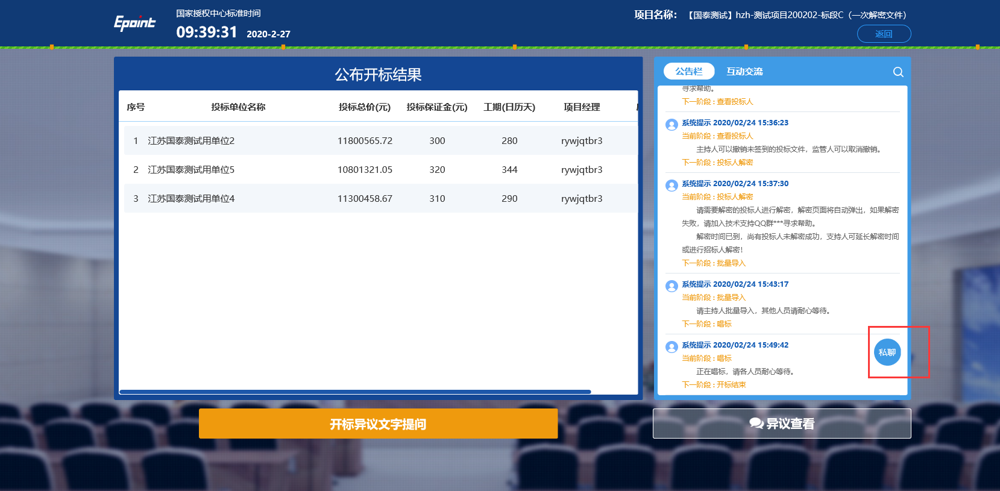 Epoint
国家授权中心标准时间
09:39:31 2020-2-27
项目名称： 【国泰测试】hzh-测试项目200202-标段C（一次解密文件）
返回
公布开标结果
序号 投标单位名称 投标总价(元) 投标保证金(元) 工期(日历天) 项目经理
1 江苏国泰测试用单位2 11800565.72 300 280 rywjqtbr3
2 江苏国泰测试用单位5 10801321.05 320 344 rywjqtbr3
3 江苏国泰测试用单位4 11300458.67 310 290 rywjqtbr3
公告栏 互动交流
寻求帮助。
下一阶段 : 查看投标人
系统提示 2020/02/24 15:36:23
当前阶段 : 查看投标人
主持人可以撤销未签到的投标文件，监管人可以取消撤销。
下一阶段 : 投标人解密
系统提示 2020/02/24 15:37:30
当前阶段 : 投标人解密
请需要解密的投标人进行解密，解密页面将自动弹出，如果解密
失败，请加入技术支持QQ群***寻求帮助。
解密时间已到，尚有投标人未解密成功，支持人可延长解密时间
或进行招标人解密！
下一阶段 : 批量导入
系统提示 2020/02/24 15:43:17
当前阶段 : 批量导入
请主持人批量导入，其他人员请耐心等待。
下一阶段 : 唱标
系统提示 2020/02/24 15:49:42
当前阶段 : 唱标
正在唱标，请各人员耐心等待。
下一阶段 : 开标结束
私聊
开标异议文字提问
异议查看